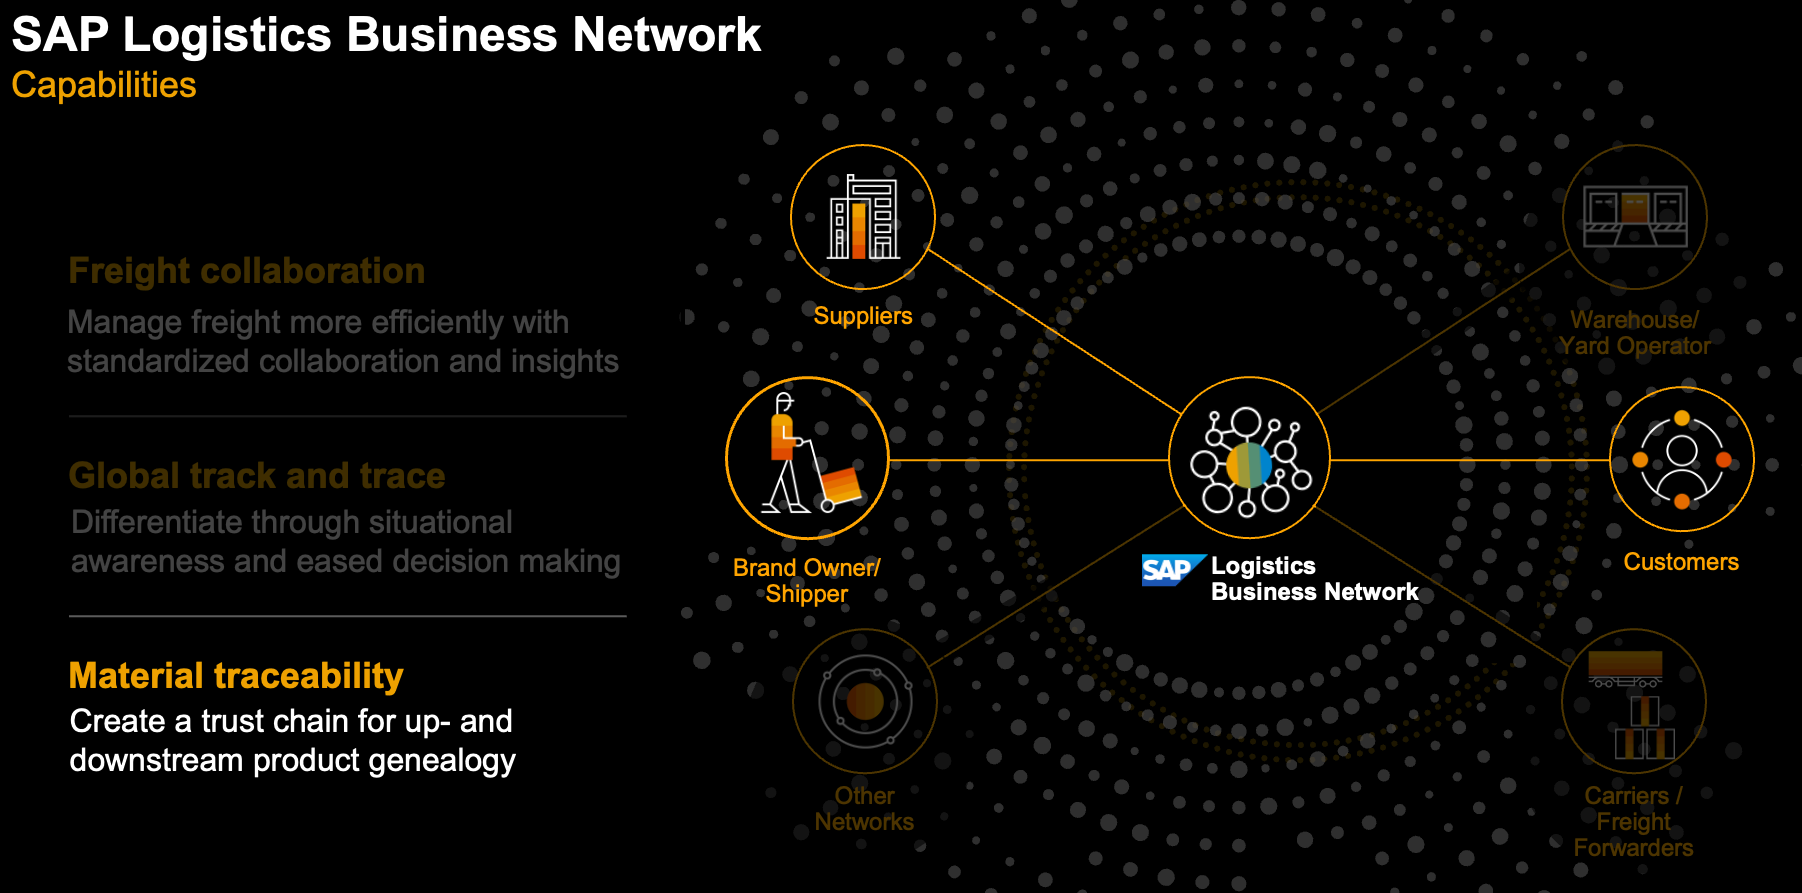 SAP Logistics Business Network
Capabilities
Freight collaboration
Manage freight more efficiently with
standardized collaboration and insights
Global track and trace
Differentiate through situational
awareness and eased decision making
Material traceability
Create a trust chain for up- and
downstream product genealogy
Suppliers
Warehouse/
Yard Operator
Brand Owner/
Shipper
SAP Logistics
Business Network
Customers
Other
Networks
Carriers /
Freight
Forwarders